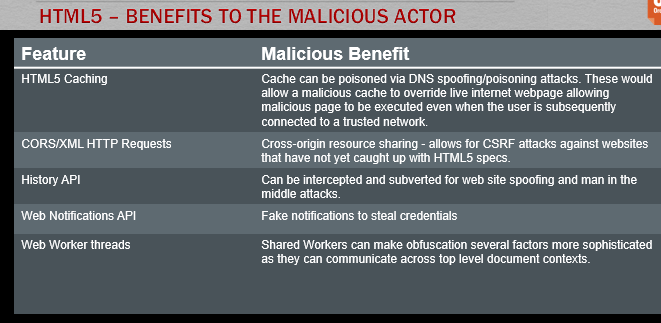 HTML5 – BENEFITS TO THE MALICIOUS ACTOR
Feature
Malicious Benefit
HTML5 Caching
Cache can be poisoned via DNS spoofing/poisoning attacks. These would
allow a malicious cache to override live internet webpage allowing
malicious page to be executed even when the user is subsequently
connected to a trusted network.
CORS/XML HTTP Requests
Cross-origin resource sharing - allows for CSRF attacks against websites
that have not yet caught up with HTML5 specs.
History API
Can be intercepted and subverted for web site spoofing and man in the
middle attacks.
Web Notifications API
Fake notifications to steal credentials
Web Worker threads
Shared Workers can make obfuscation several factors more sophisticated
as they can communicate across top level document contexts.